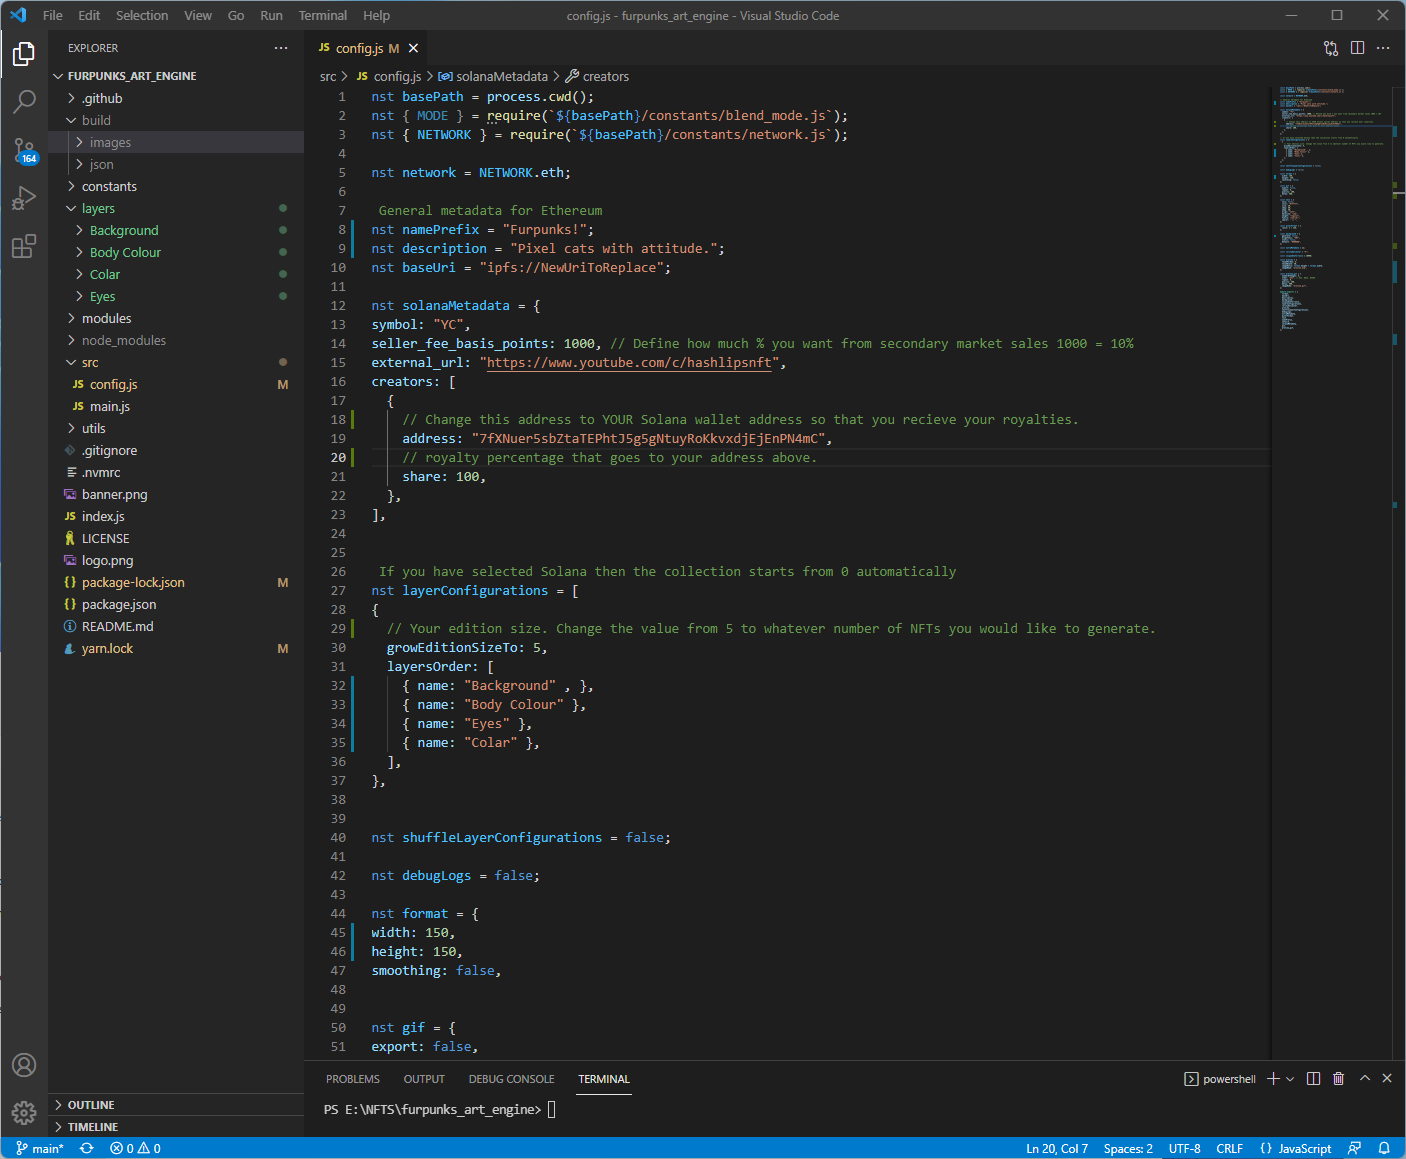 File Edit Selection View Go Run Terminal Help
config.js - furpunks_art_engine - Visual Studio Code
EXPLORER
FURPUNKS_ART_ENGINE
.github
build
images
json
constants
layers
Background
Body Colour
Colar
Eyes
modules
node_modules
src
JS config.js M
JS main.js
utils
.gitignore
.nvmrc
banner.png
JS index.js
LICENSE
logo.png
{} package-lock.json M
{} package.json
README.md
yarn.lock M
OUTLINE
TIMELINE
164
JS config.js M
src > JS config.js > solanaMetadata > creators
1 nst basePath = process.cwd();
2 nst { MODE } = require(`${basePath}/constants/blend_mode.js`);
3 nst { NETWORK } = require(`${basePath}/constants/network.js`);
4
5 nst network = NETWORK.eth;
6
7 General metadata for Ethereum
8 nst namePrefix = "Furpunks!";
9 nst description = "Pixel cats with attitude.";
10 nst baseUri = "ipfs://NewUriToReplace";
11
12 nst solanaMetadata = {
13 symbol: "YC",
14 seller_fee_basis_points: 1000, // Define how much % you want from secondary market sales 1000 = 10%
15 external_url: "https://www.youtube.com/c/hashlipsnft",
16 creators: [
17 {
18 // Change this address to YOUR Solana wallet address so that you recieve your royalties.
19 address: "7fXNuer5sbZtaTEPhtJ5g5gNtuyRoKkvxdjEjEnPN4mC",
20 // royalty percentage that goes to your address above.
21 share: 100,
22 },
23 ],
24
25
26 If you have selected Solana then the collection starts from 0 automatically
27 nst layerConfigurations = [
28 {
29 // Your edition size. Change the value from 5 to whatever number of NFTs you would like to generate.
30 growEditionSizeTo: 5,
31 layersOrder: [
32 { name: "Background" , },
33 { name: "Body Colour" },
34 { name: "Eyes" },
35 { name: "Colar" },
36 ],
37 },
38
39
40 nst shuffleLayerConfigurations = false;
41
42 nst debugLogs = false;
43
44 nst format = {
45 width: 150,
46 height: 150,
47 smoothing: false,
48
49
50 nst gif = {
51 export: false,
PROBLEMS OUTPUT DEBUG CONSOLE TERMINAL
powershell
PS E:\NFTS\furpunks_art_engine>
main* 0 0
Ln 20, Col 7 Spaces: 2 UTF-8 CRLF {} JavaScript